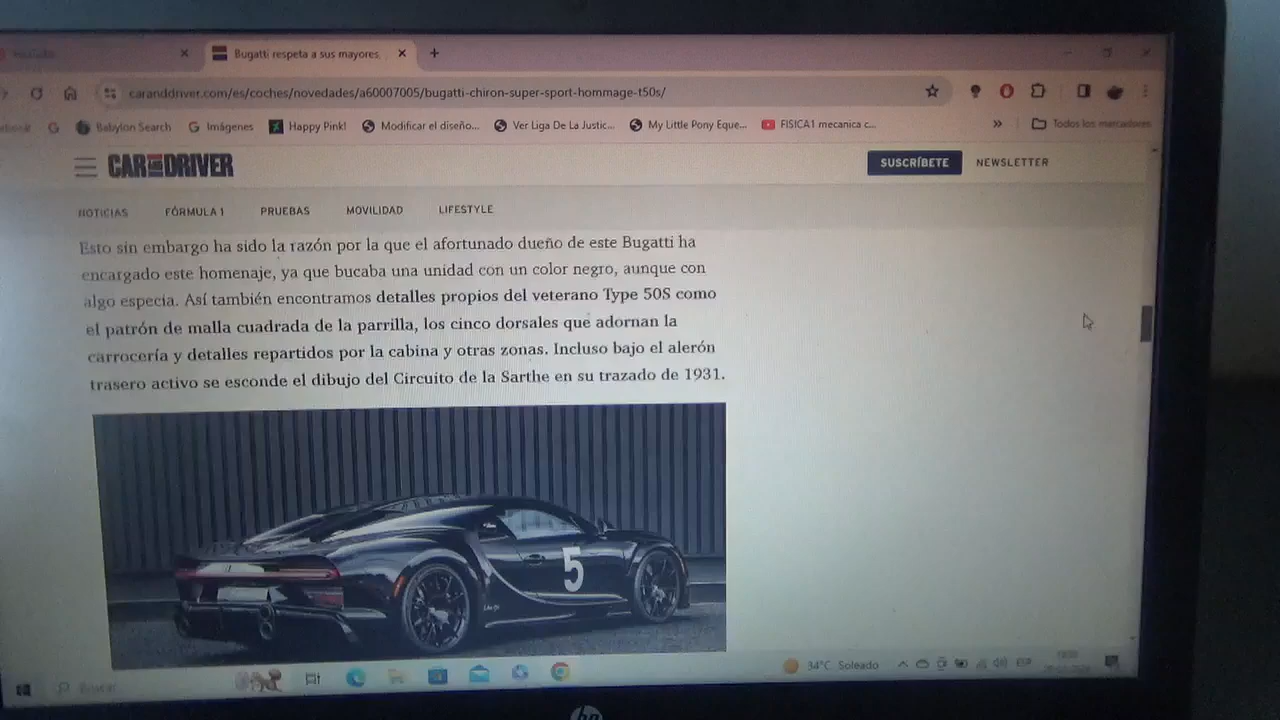 Bugatti respeta a sus mayores
caranddriver.com/es/coches/novedades/a60007005/bugatti-chiron-super-sport-hommage-t50s/
Babylon Search
Imágenes
Happy Pink!
Modificar el diseño...
Ver Liga De La Justic...
My Little Pony Eque...
FISICA1 mecanica c...
»
Todos los marcadores
CAR AND DRIVER
SUSCRÍBETE
NEWSLETTER
NOTICIAS
FÓRMULA 1
PRUEBAS
MOVILIDAD
LIFESTYLE
Esto sin embargo ha sido la razón por la que el afortunado dueño de este Bugatti ha
encargado este homenaje, ya que bucaba una unidad con un color negro, aunque con
algo especia. Así también encontramos detalles propios del veterano Type 50S como
el patrón de malla cuadrada de la parrilla, los cinco dorsales que adornan la
carrocería y detalles repartidos por la cabina y otras zonas. Incluso bajo el alerón
trasero activo se esconde el dibujo del Circuito de la Sarthe en su trazado de 1931.
5
Buscar
34°C Soleado
ESP
hp